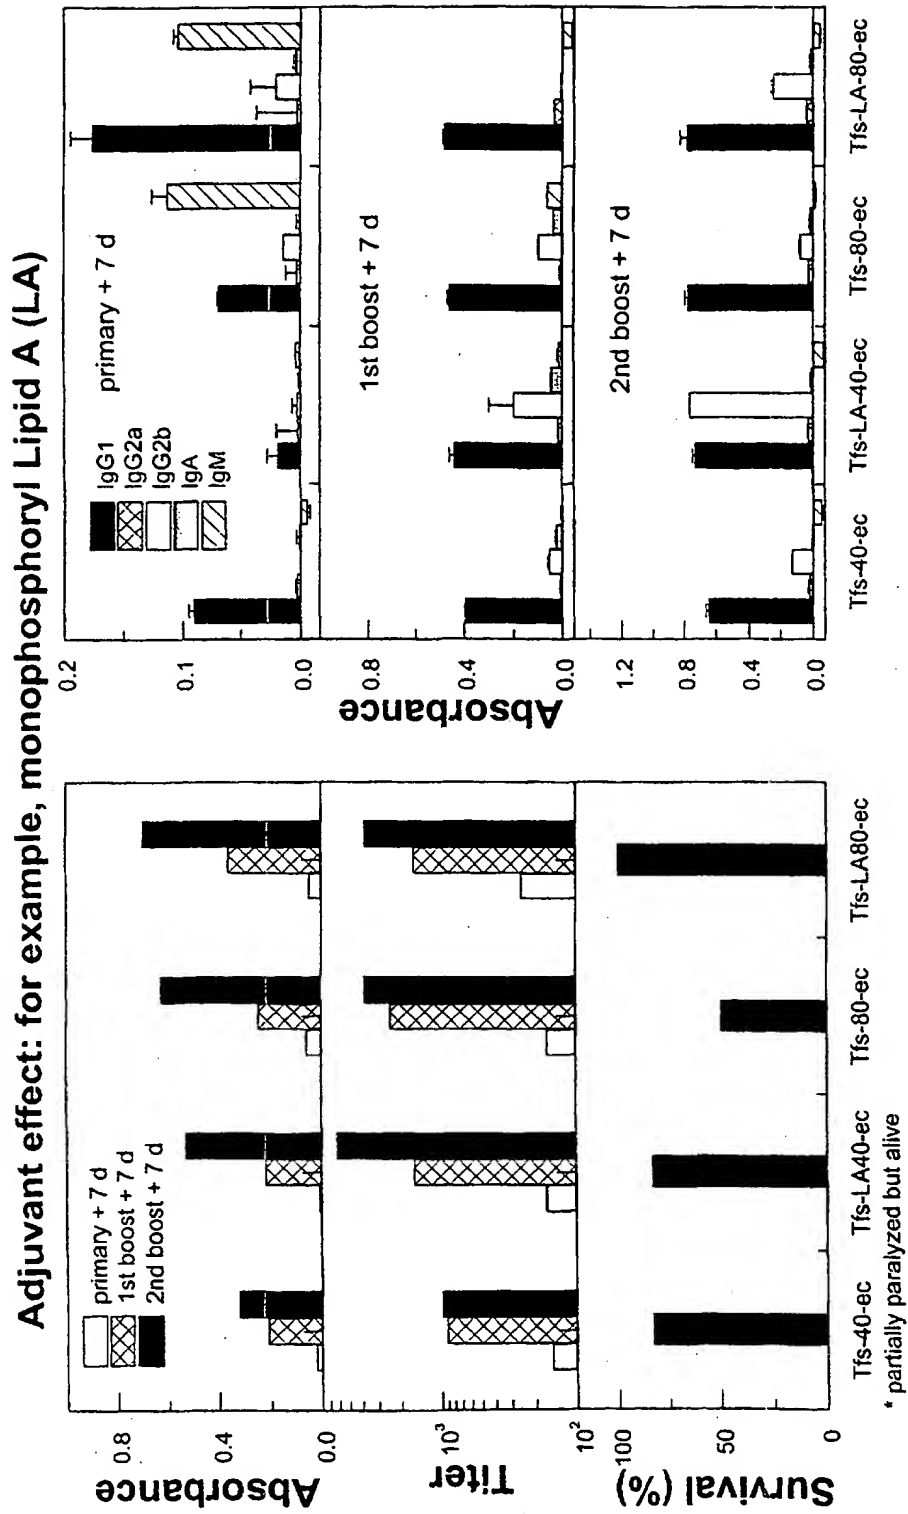 Adjuvant effect: for example, monophosphoryl Lipid A (LA)
primary + 7 d
1st boost + 7 d
2nd boost + 7 d
Absorbance
0.8
0.4
0.0
Titer
10³
10²
Survival (%)
100
50
0
Tfs-40-ec
Tfs-LA40-ec
Tfs-80-ec
Tfs-LA80-ec
* partially paralyzed but alive
IgG1
IgG2a
IgG2b
IgA
IgM
primary + 7 d
0.2
0.1
0.0
Absorbance
1st boost + 7 d
0.8
0.4
0.0
2nd boost + 7 d
1.2
0.8
0.4
0.0
Tfs-40-ec
Tfs-LA-40-ec
Tfs-80-ec
Tfs-LA-80-ec